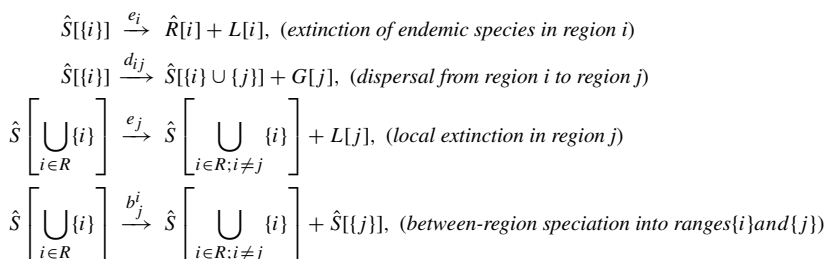 Ŝ[{i}] —e_i→ R̂[i] + L[i], (extinction of endemic species in region i)
Ŝ[{i}] —d_{ij}→ Ŝ[{i} ∪ {j}] + G[j], (dispersal from region i to region j)
Ŝ[⋃_{i∈R}{i}] —e_j→ Ŝ[⋃_{i∈R;i≠j}{i}] + L[j], (local extinction in region j)
Ŝ[⋃_{i∈R}{i}] —b^i_j→ Ŝ[⋃_{i∈R;i≠j}{i}] + Ŝ[{j}], (between-region speciation into ranges{i}and{j})